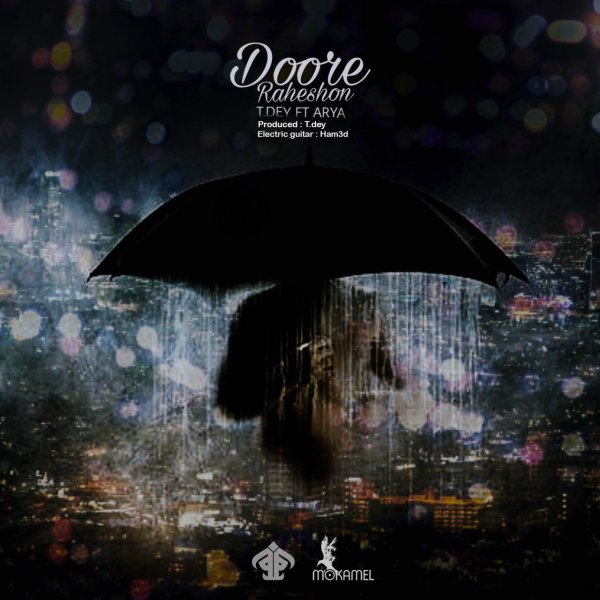 Doore
Raheshon
T.DEY FT ARYA
Produced : T.dey
Electric guitar : Ham3d
MOKAMEL